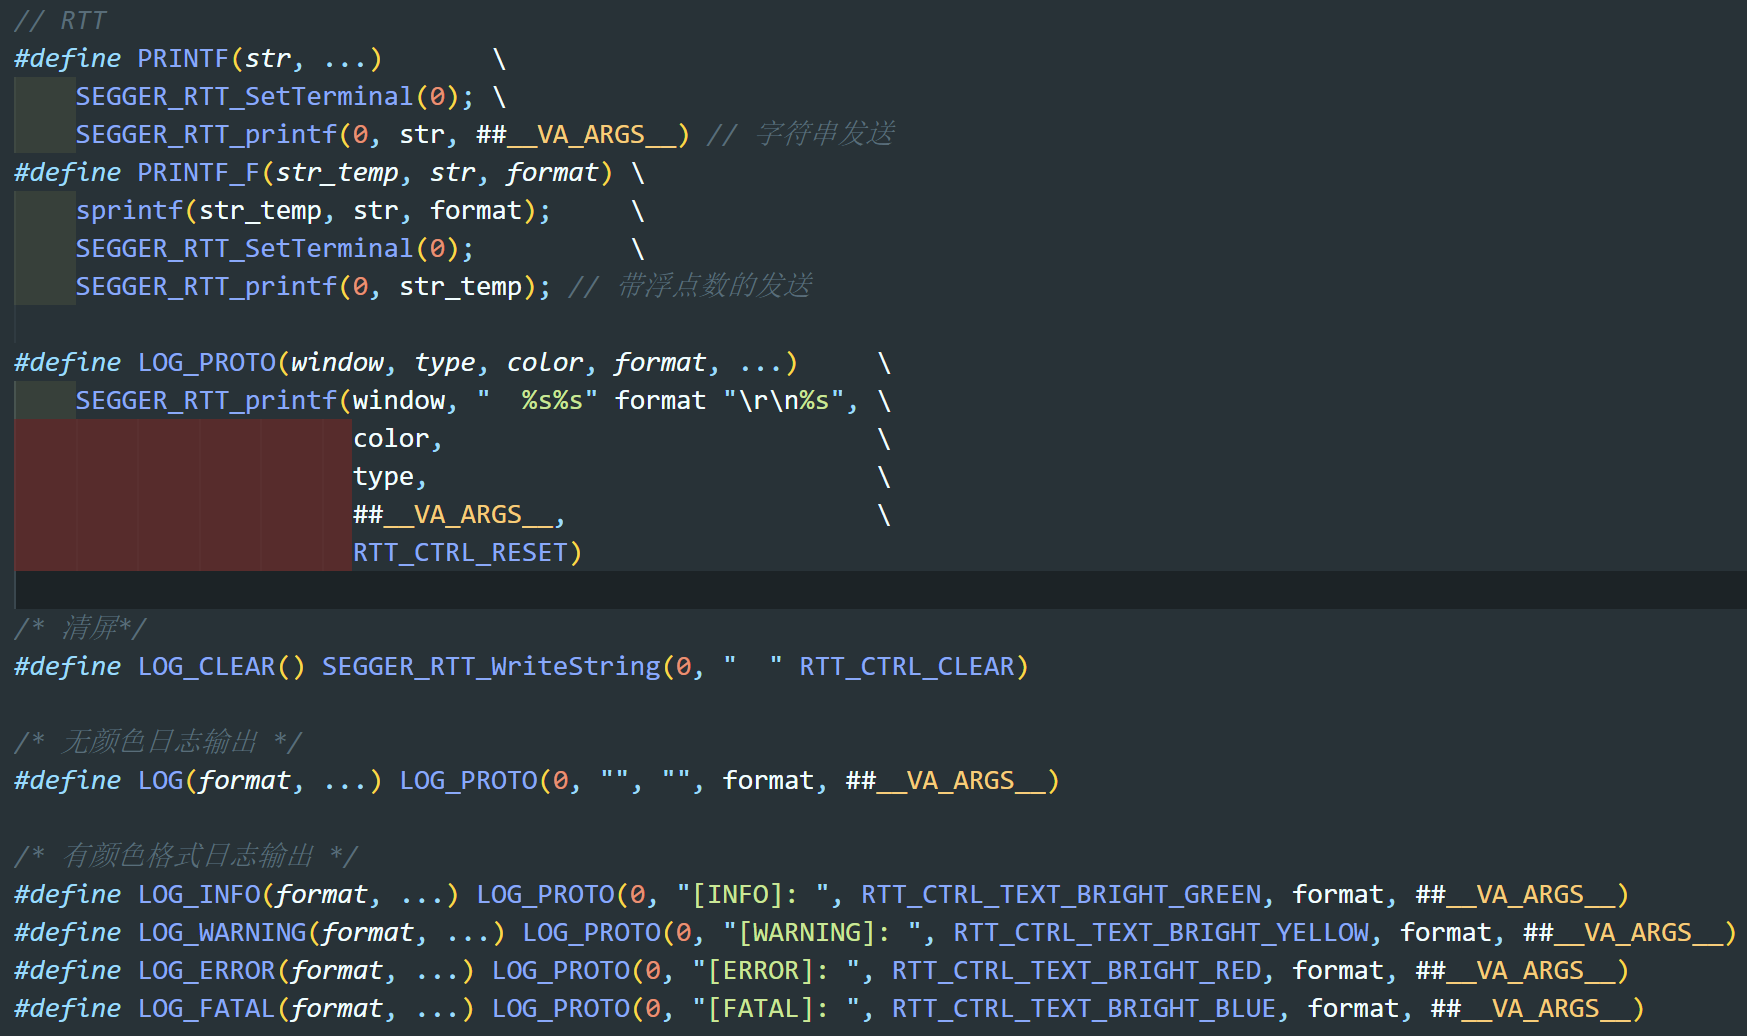 // RTT
#define PRINTF(str, ...)       \
    SEGGER_RTT_SetTerminal(0); \
    SEGGER_RTT_printf(0, str, ##__VA_ARGS__) // 字符串发送
#define PRINTF_F(str_temp, str, format) \
    sprintf(str_temp, str, format);     \
    SEGGER_RTT_SetTerminal(0);          \
    SEGGER_RTT_printf(0, str_temp); // 带浮点数的发送

#define LOG_PROTO(window, type, color, format, ...)     \
    SEGGER_RTT_printf(window, "  %s%s" format "\r\n%s", \
                      color,                            \
                      type,                             \
                      ##__VA_ARGS__,                    \
                      RTT_CTRL_RESET)

/* 清屏*/
#define LOG_CLEAR() SEGGER_RTT_WriteString(0, "  " RTT_CTRL_CLEAR)

/* 无颜色日志输出 */
#define LOG(format, ...) LOG_PROTO(0, "", "", format, ##__VA_ARGS__)

/* 有颜色格式日志输出 */
#define LOG_INFO(format, ...) LOG_PROTO(0, "[INFO]: ", RTT_CTRL_TEXT_BRIGHT_GREEN, format, ##__VA_ARGS__)
#define LOG_WARNING(format, ...) LOG_PROTO(0, "[WARNING]: ", RTT_CTRL_TEXT_BRIGHT_YELLOW, format, ##__VA_ARGS__)
#define LOG_ERROR(format, ...) LOG_PROTO(0, "[ERROR]: ", RTT_CTRL_TEXT_BRIGHT_RED, format, ##__VA_ARGS__)
#define LOG_FATAL(format, ...) LOG_PROTO(0, "[FATAL]: ", RTT_CTRL_TEXT_BRIGHT_BLUE, format, ##__VA_ARGS__)